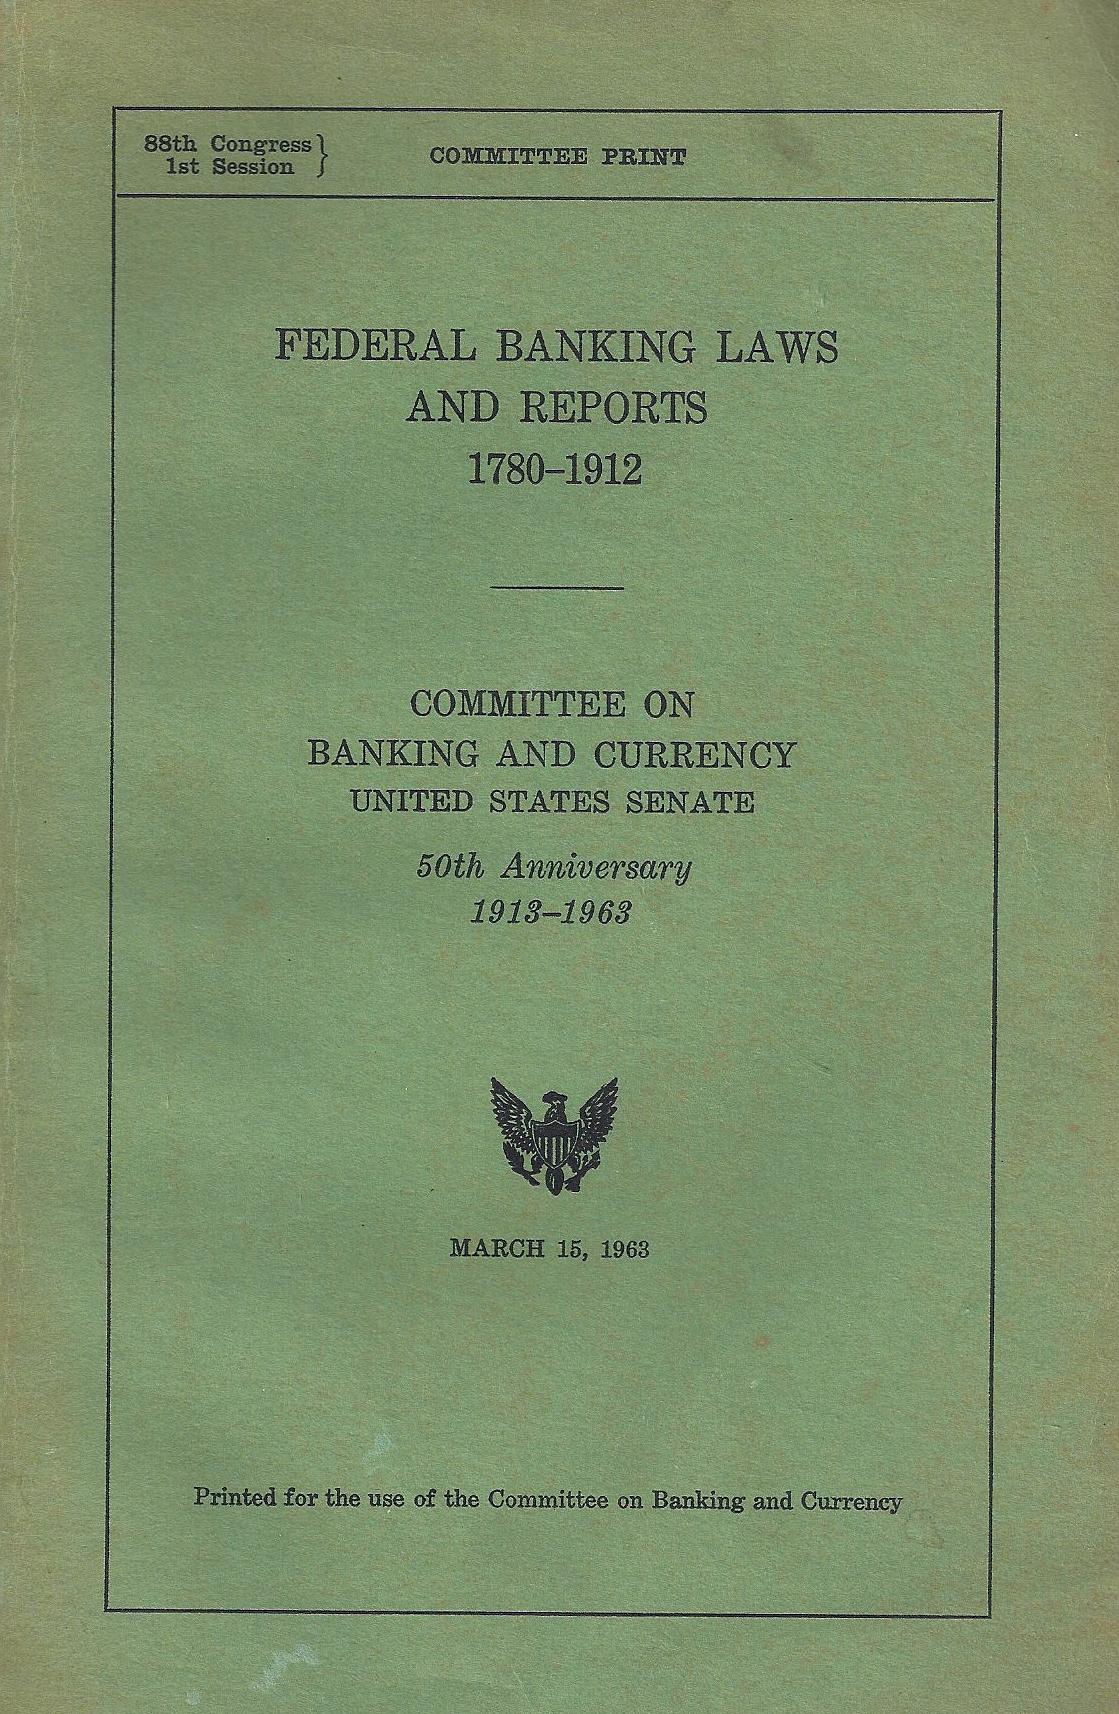 88th Congress
1st Session
COMMITTEE PRINT
FEDERAL BANKING LAWS
AND REPORTS
1780–1912
COMMITTEE ON
BANKING AND CURRENCY
UNITED STATES SENATE
50th Anniversary
1913–1963
MARCH 15, 1963
Printed for the use of the Committee on Banking and Currency